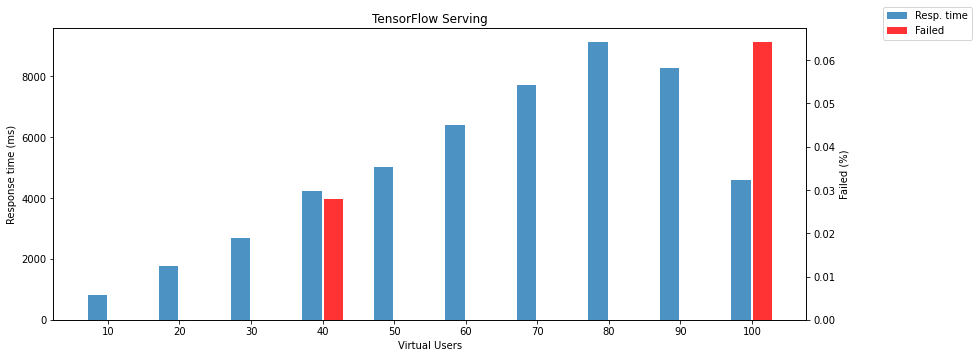 TensorFlow Serving
Resp. time
Failed
Response time (ms)
8000
6000
4000
2000
0
0.06
0.05
0.04
0.03
0.02
0.01
0.00
Failed (%)
10 20 30 40 50 60 70 80 90 100
Virtual Users